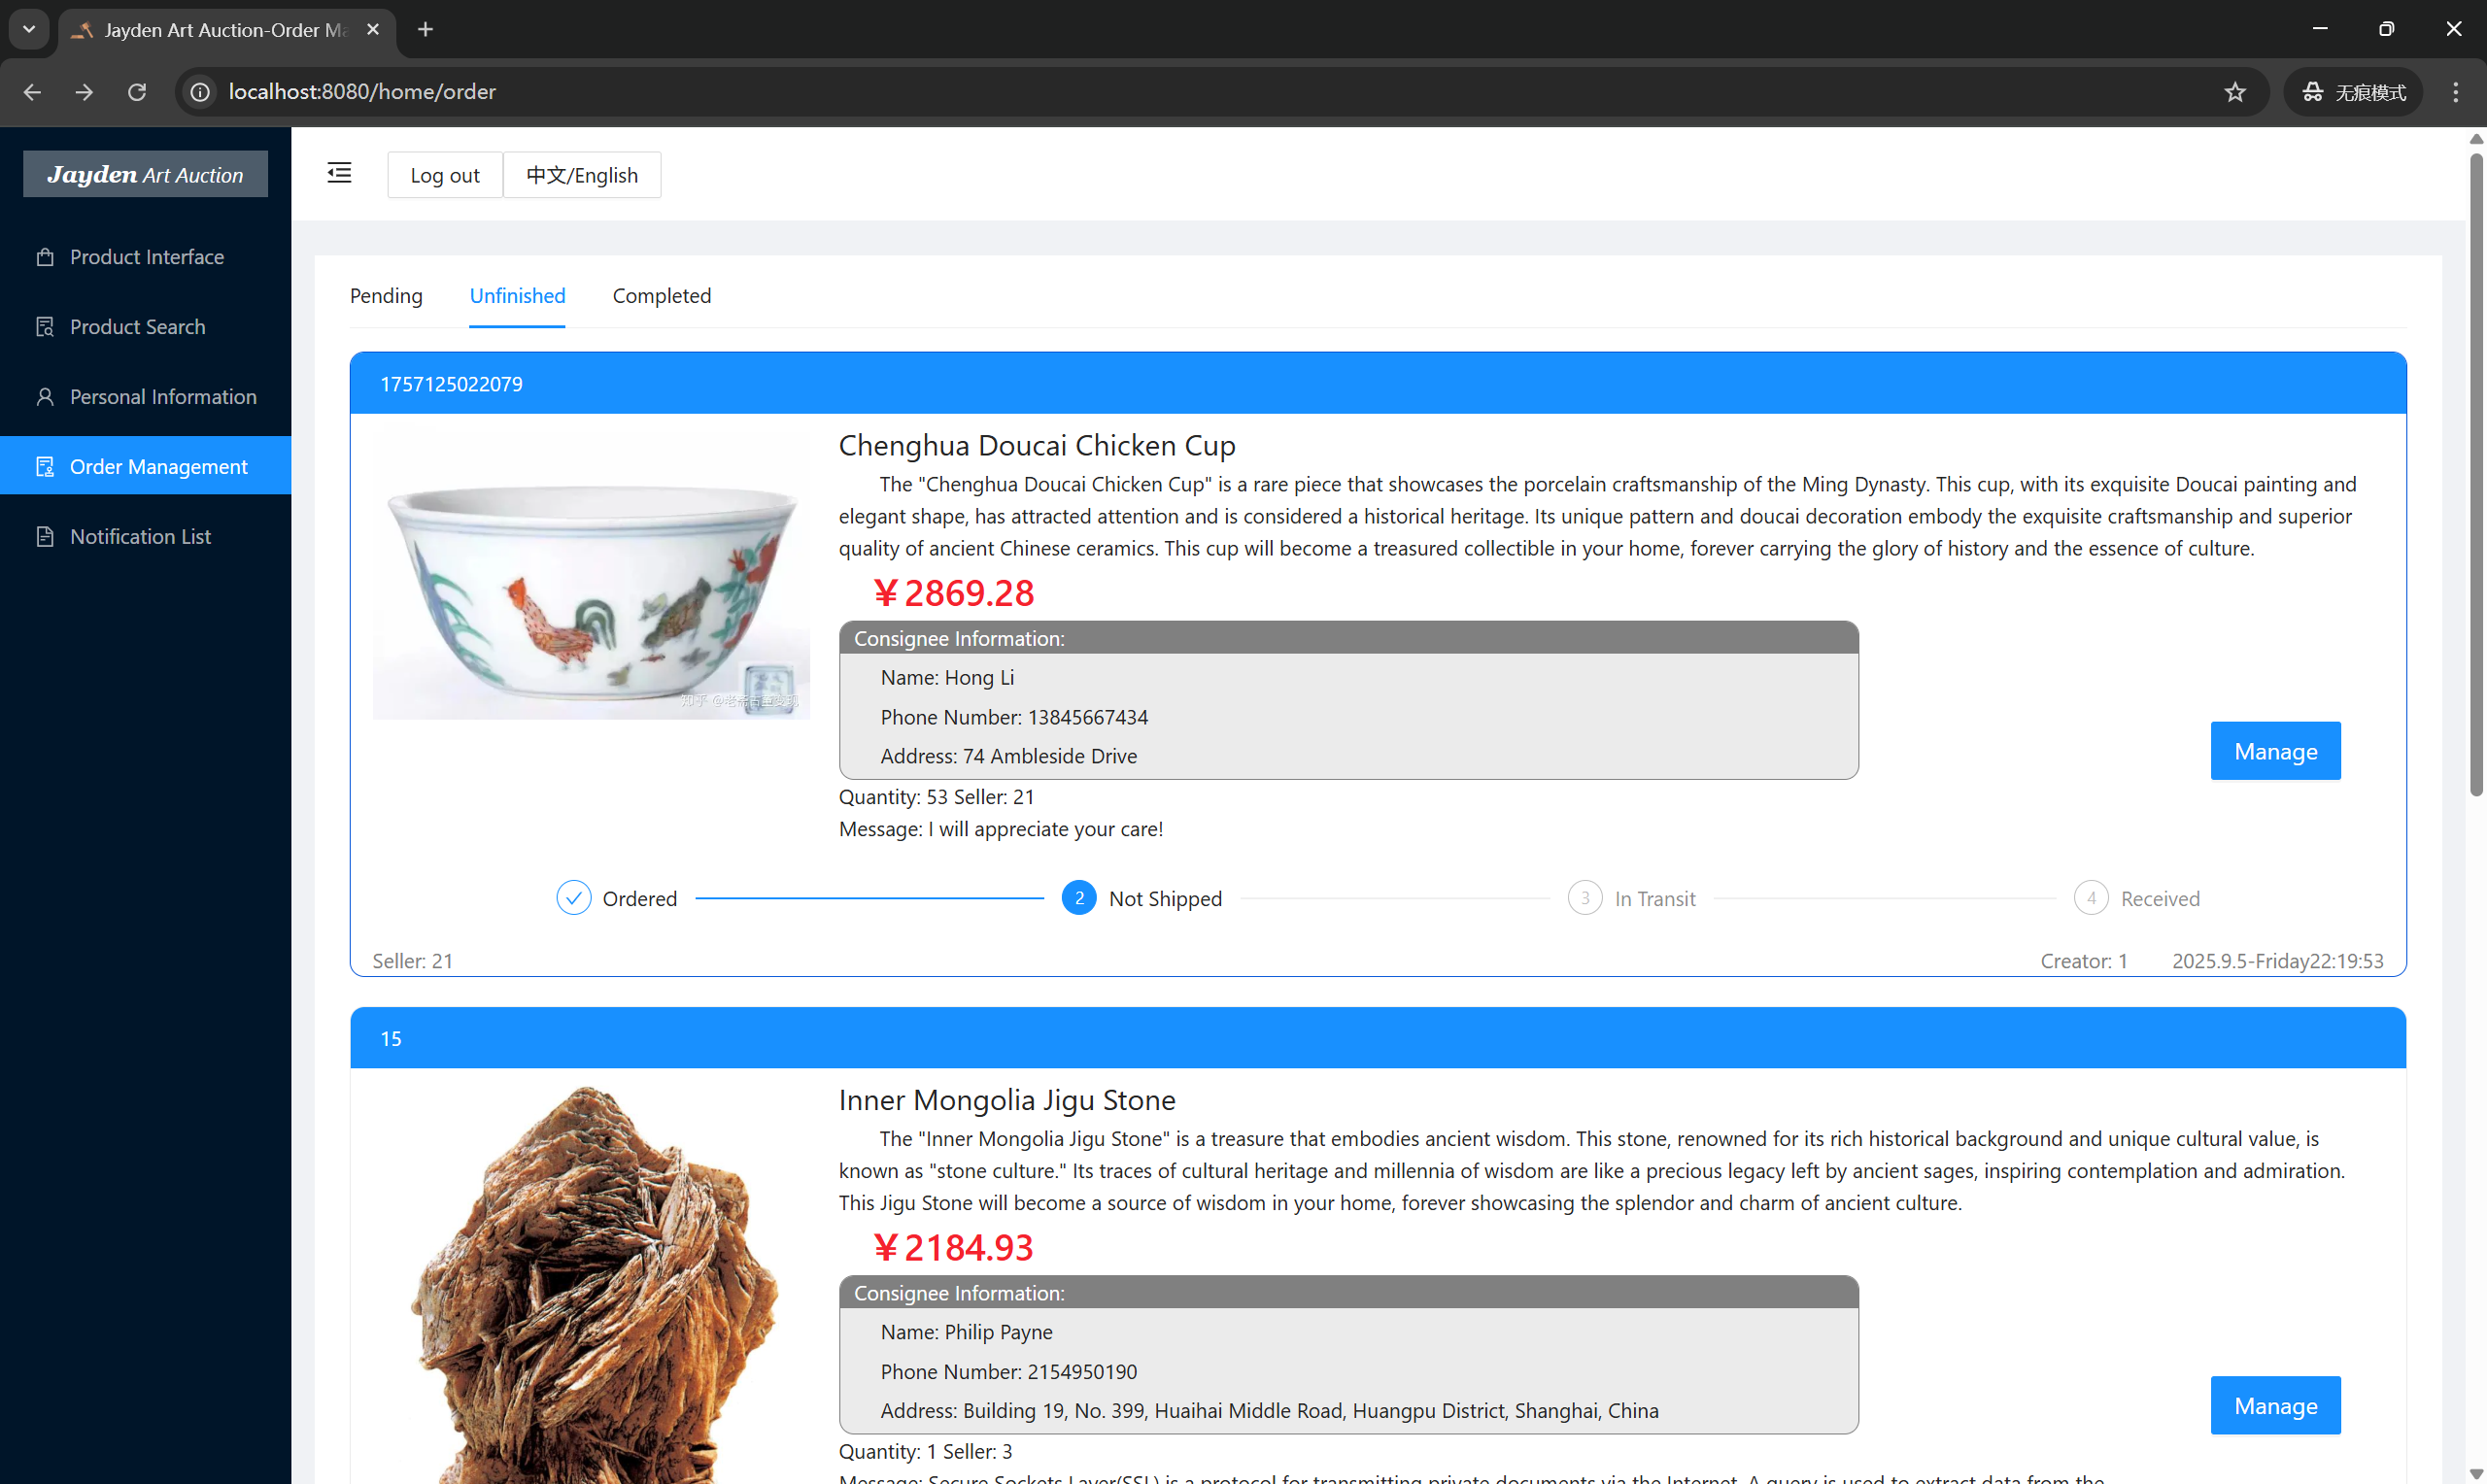 Jayden Art Auction-Order Ma
localhost:8080/home/order
无痕模式
Jayden Art Auction
Log out
中文/English
Product Interface
Product Search
Personal Information
Order Management
Notification List
Pending
Unfinished
Completed
1757125022079
Chenghua Doucai Chicken Cup
The "Chenghua Doucai Chicken Cup" is a rare piece that showcases the porcelain craftsmanship of the Ming Dynasty. This cup, with its exquisite Doucai painting and
elegant shape, has attracted attention and is considered a historical heritage. Its unique pattern and doucai decoration embody the exquisite craftsmanship and superior
quality of ancient Chinese ceramics. This cup will become a treasured collectible in your home, forever carrying the glory of history and the essence of culture.
￥2869.28
Consignee Information:
Name: Hong Li
Phone Number: 13845667434
Address: 74 Ambleside Drive
Manage
Quantity: 53 Seller: 21
Message: I will appreciate your care!
知乎
Ordered
2 Not Shipped
3 In Transit
4 Received
Seller: 21
Creator: 1
2025.9.5-Friday22:19:53
15
Inner Mongolia Jigu Stone
The "Inner Mongolia Jigu Stone" is a treasure that embodies ancient wisdom. This stone, renowned for its rich historical background and unique cultural value, is
known as "stone culture." Its traces of cultural heritage and millennia of wisdom are like a precious legacy left by ancient sages, inspiring contemplation and admiration.
This Jigu Stone will become a source of wisdom in your home, forever showcasing the splendor and charm of ancient culture.
￥2184.93
Consignee Information:
Name: Philip Payne
Phone Number: 2154950190
Address: Building 19, No. 399, Huaihai Middle Road, Huangpu District, Shanghai, China
Manage
Quantity: 1 Seller: 3
Message: Secure Sockets Layer(SSL) is a protocol for transmitting private documents via the Internet. A query is used to extract data from the